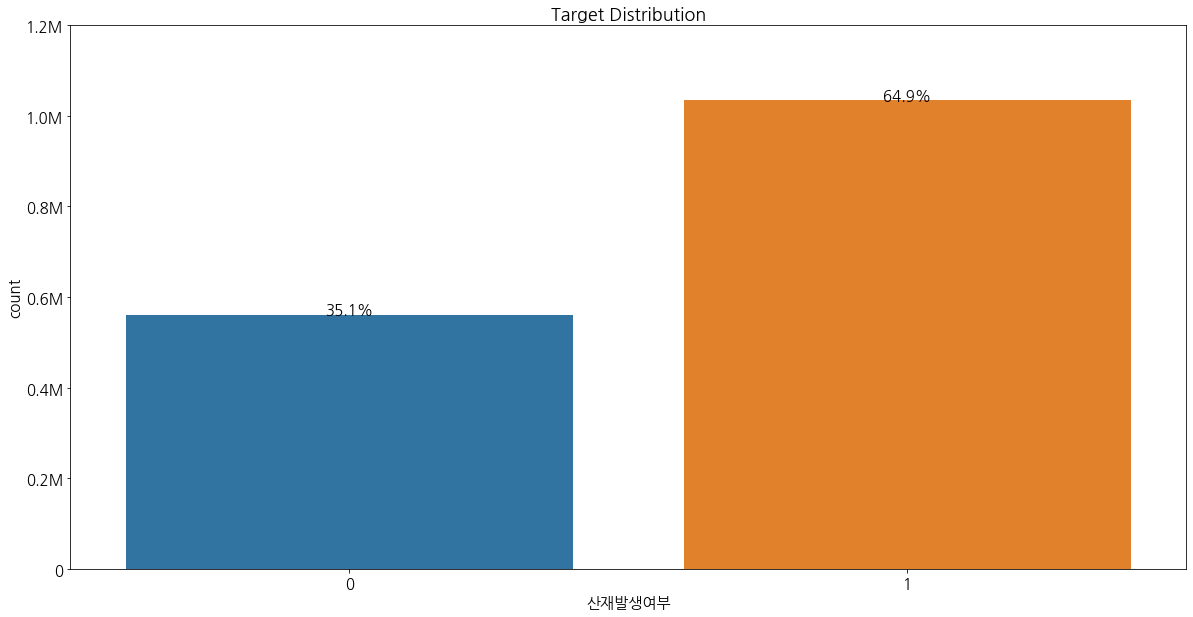 Target Distribution
1.2M
1.0M
0.8M
0.6M
0.4M
0.2M
0
count
64.9%
35.1%
0
1
산재발생여부